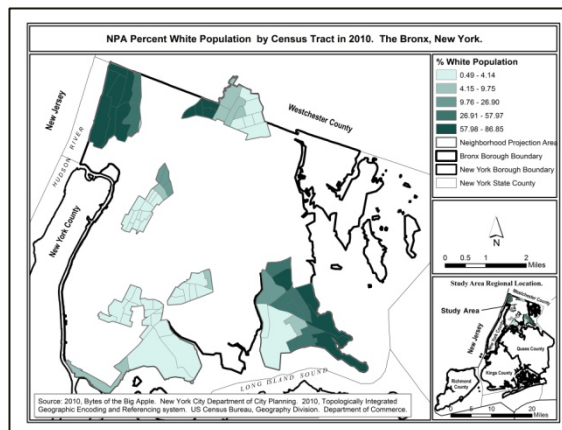 NPA Percent White Population by Census Tract in 2010. The Bronx, New York.
% White Population
0.49 - 4.14
4.15 - 9.75
9.76 - 26.90
26.91 - 57.97
57.98 - 86.85
Neighborhood Projection Area
Bronx Borough Boundary
New York Borough Boundary
New York State County
New Jersey
HUDSON RIVER
Westchester County
New York County
LONG ISLAND SOUND
N
0 0.5 1 2
Miles
Study Area Regional Location.
Westchester County
Study Area
New Jersey
Queens County
Kings County
Richmond
County
0 5 10 20
Miles
Source: 2010, Bytes of the Big Apple. New York City Department of City Planning. 2010, Topologically Integrated
Geographic Encoding and Referencing system. US Census Bureau, Geography Division. Department of Commerce.